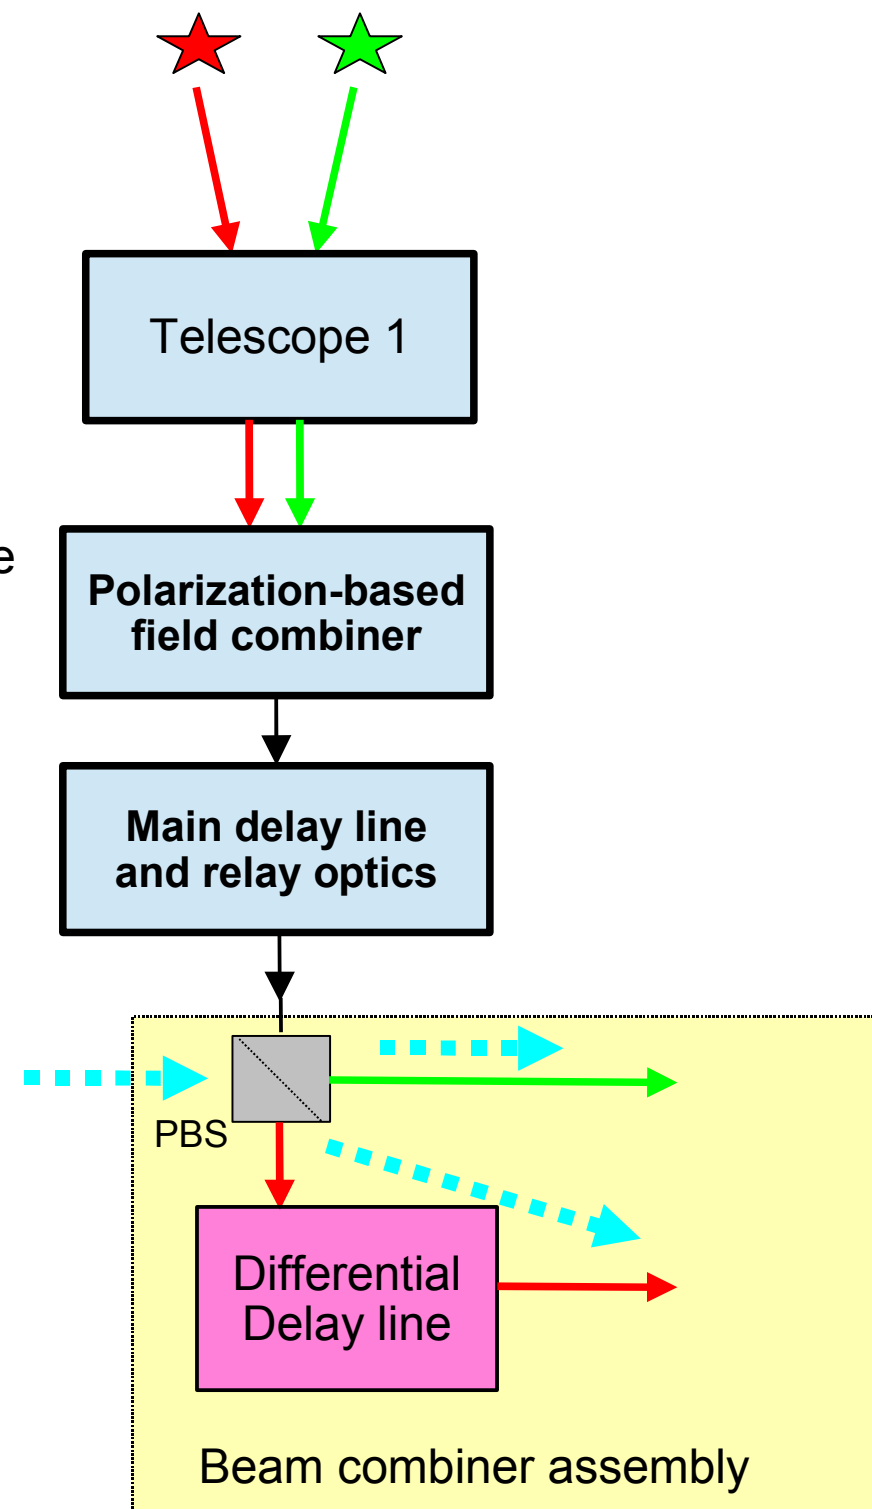 Telescope 1
e
Polarization-based
field combiner
Main delay line
and relay optics
PBS
Differential
Delay line
Beam combiner assembly